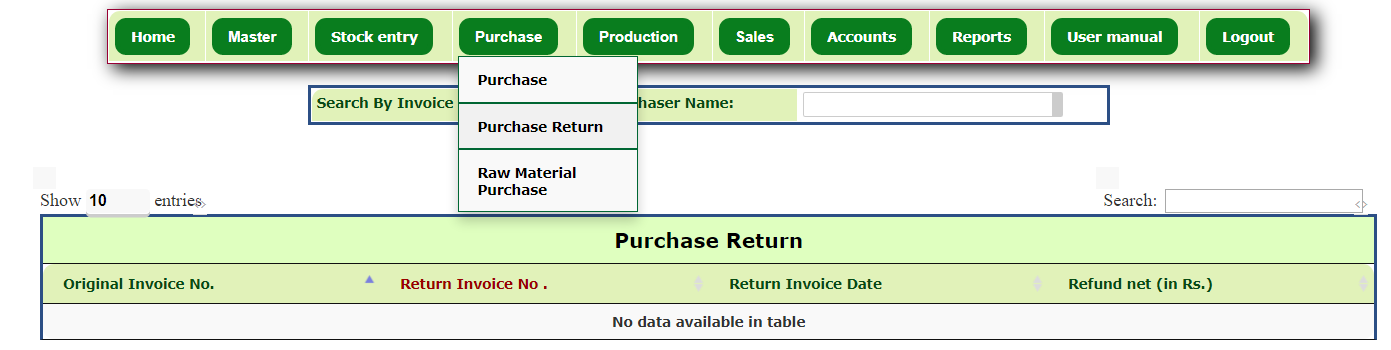 Home Master Stock entry Purchase Production Sales Accounts Reports User manual Logout
Purchase
Search By Invoice haser Name:
Purchase Return
Raw Material
Purchase
Show 10 entries
Search:
Purchase Return
Original Invoice No. Return Invoice No . Return Invoice Date Refund net (in Rs.)
No data available in table